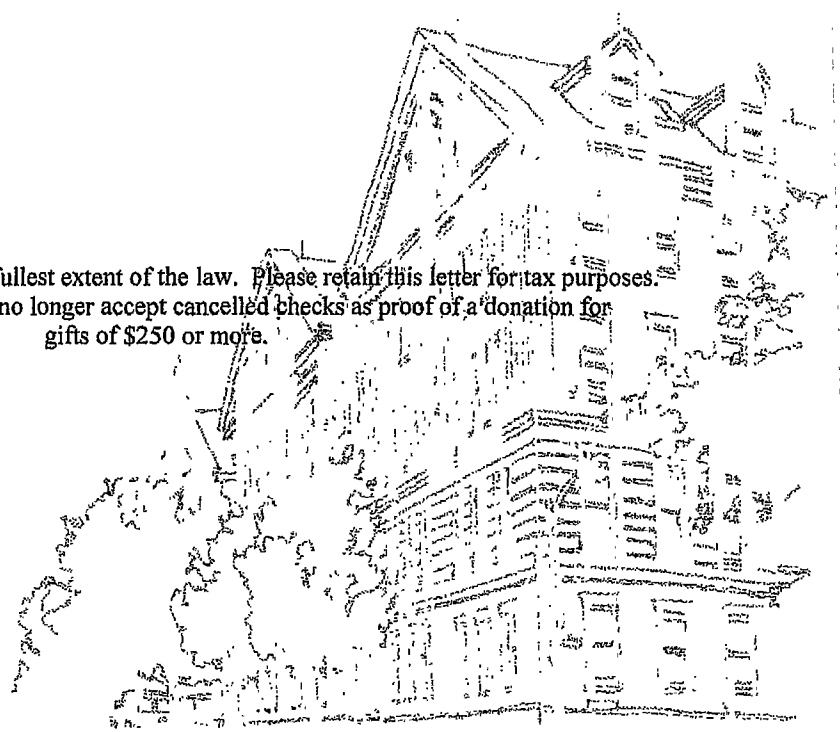 fullest extent of the law.  Please retain this letter for tax purposes.
no longer accept cancelled checks as proof of a donation for
gifts of $250 or more.